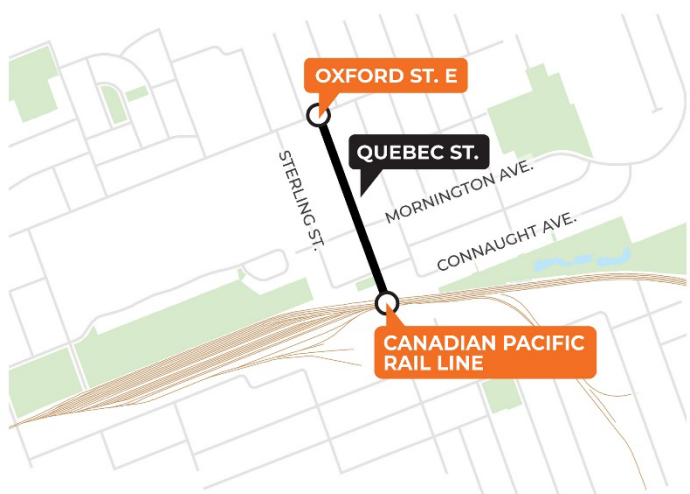 OXFORD ST. E
QUEBEC ST.
STERLING ST.
MORNINGTON AVE.
CONNAUGHT AVE.
CANADIAN PACIFIC
RAIL LINE